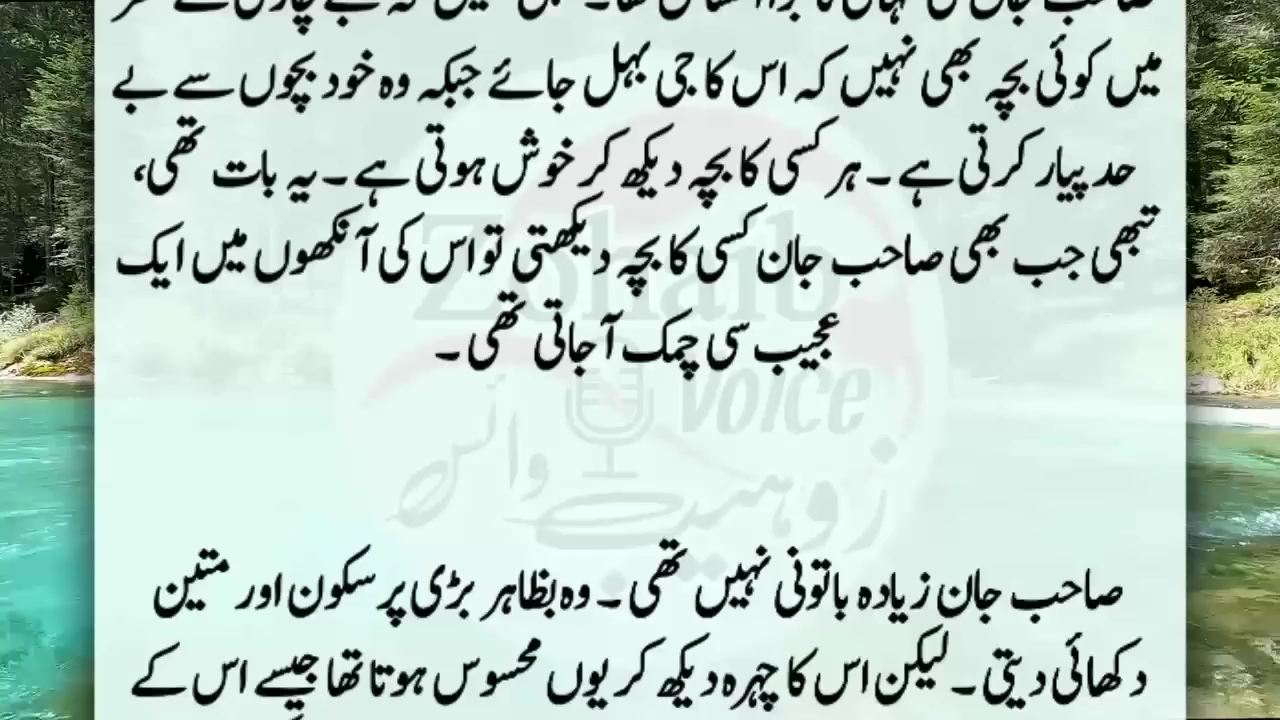 میں کوئی بچہ بھی نہیں کہ اس کا جی بہل جائے جبکہ وہ خود بچوں سے بے
حد پیار کرتی ہے۔ ہر کسی کا بچہ دیکھ کر خوش ہوتی ہے۔ یہ بات تھی،
تبھی جب بھی صاحب جان کسی کا بچہ دیکھتی تو اس کی آنکھوں میں ایک
عجیب سی چمک آجاتی تھی۔
Zohaib
voice
زوہیب وائس
صاحب جان زیادہ باتونی نہیں تھی۔ وہ بظاہر بڑی پر سکون اور متین
دکھائی دیتی۔ لیکن اس کا چہرہ دیکھ کر یوں محسوس ہوتا تھا جیسے اس کے